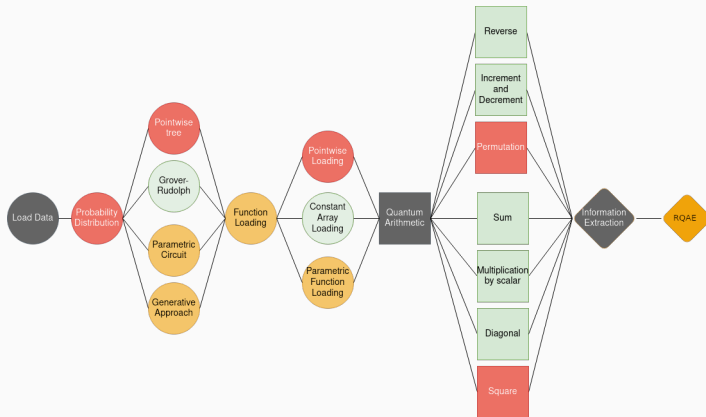 Load Data
Probability
Distribution
Pointwise
tree
Grover-
Rudolph
Parametric
Circuit
Generative
Approach
Function
Loading
Pointwise
Loading
Constant
Array
Loading
Parametric
Function
Loading
Quantum
Arithmetic
Reverse
Increment
and
Decrement
Permutation
Sum
Multiplication
by scalar
Diagonal
Square
Information
Extraction
RQAE